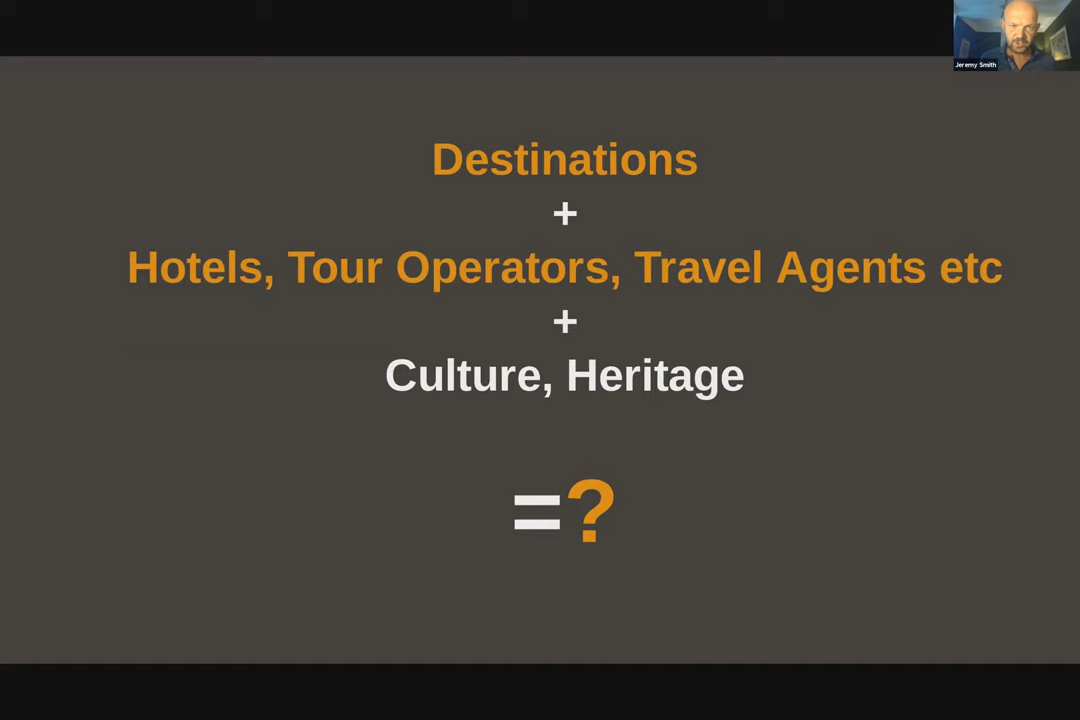 Jeremy Smith
Destinations
+
Hotels, Tour Operators, Travel Agents etc
+
Culture, Heritage
=?